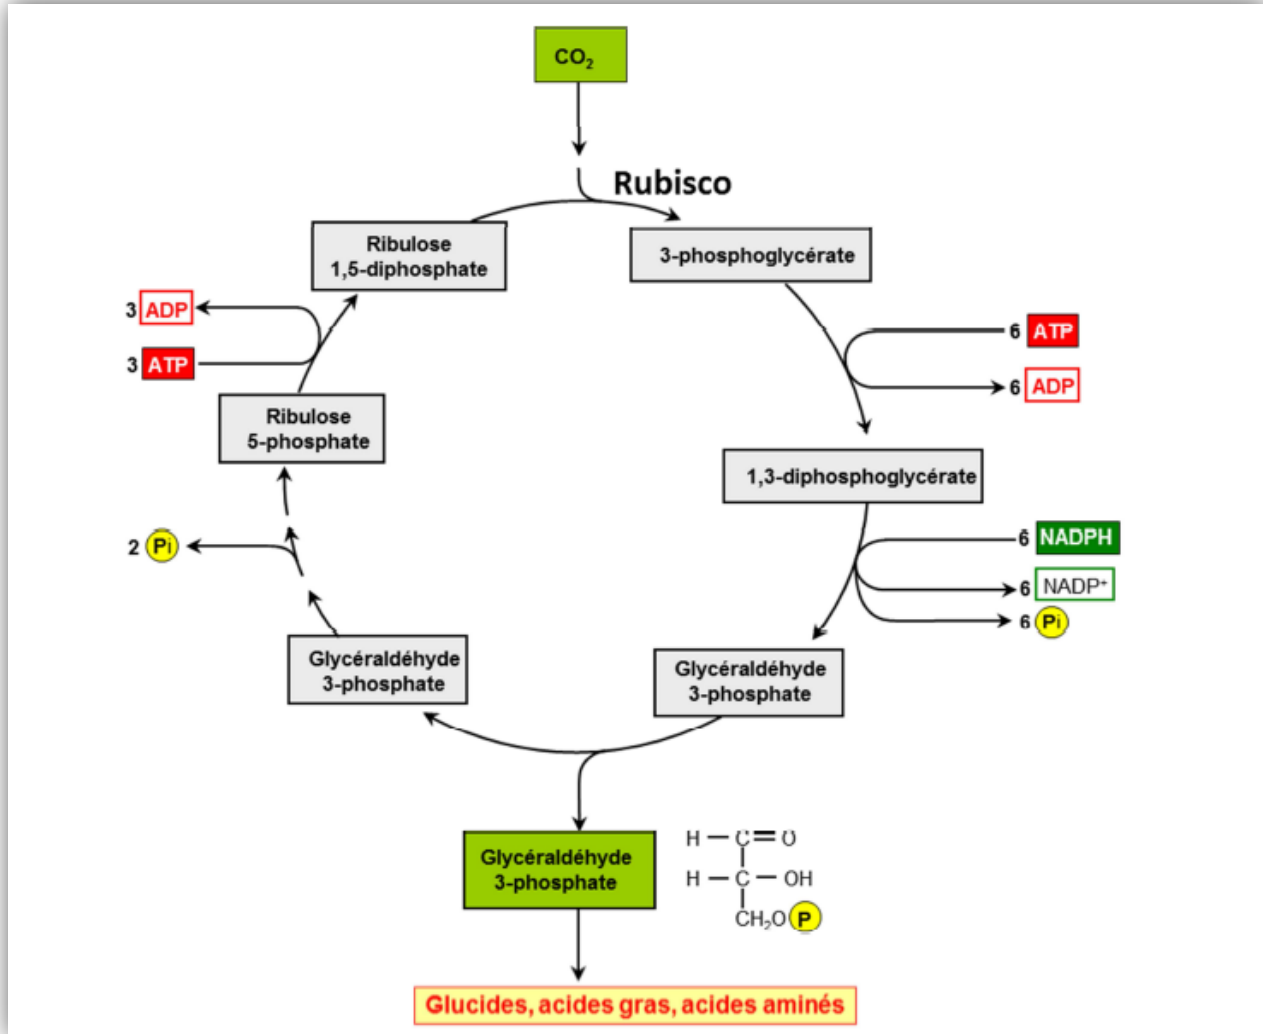 CO₂
Rubisco
Ribulose
1,5-diphosphate
3-phosphoglycérate
3 ADP
3 ATP
6 ATP
6 ADP
Ribulose
5-phosphate
1,3-diphosphoglycérate
2 Pi
6 NADPH
6 NADP⁺
6 Pi
Glycéraldéhyde
3-phosphate
Glycéraldéhyde
3-phosphate
Glycéraldéhyde
3-phosphate
H — C = O
H — C — OH
CH₂O P
Glucides, acides gras, acides aminés